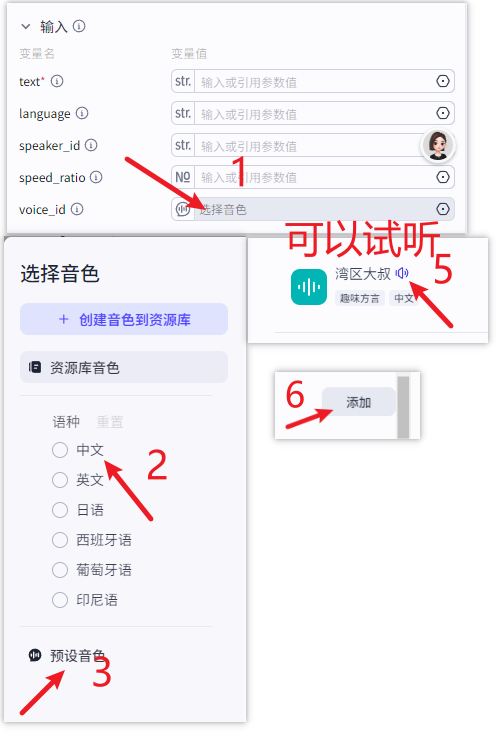 输入
变量名 变量值
text* str. 输入或引用参数值
language str. 输入或引用参数值
speaker_id str. 输入或引用参数值
speed_ratio № 输入或引用参数值
voice_id 选择音色
1
可以试听
选择音色
+ 创建音色到资源库
资源库音色
语种 重置
中文
英文
日语
西班牙语
葡萄牙语
印尼语
预设音色
2
3
湾区大叔
趣味方言 中文
5
6
添加